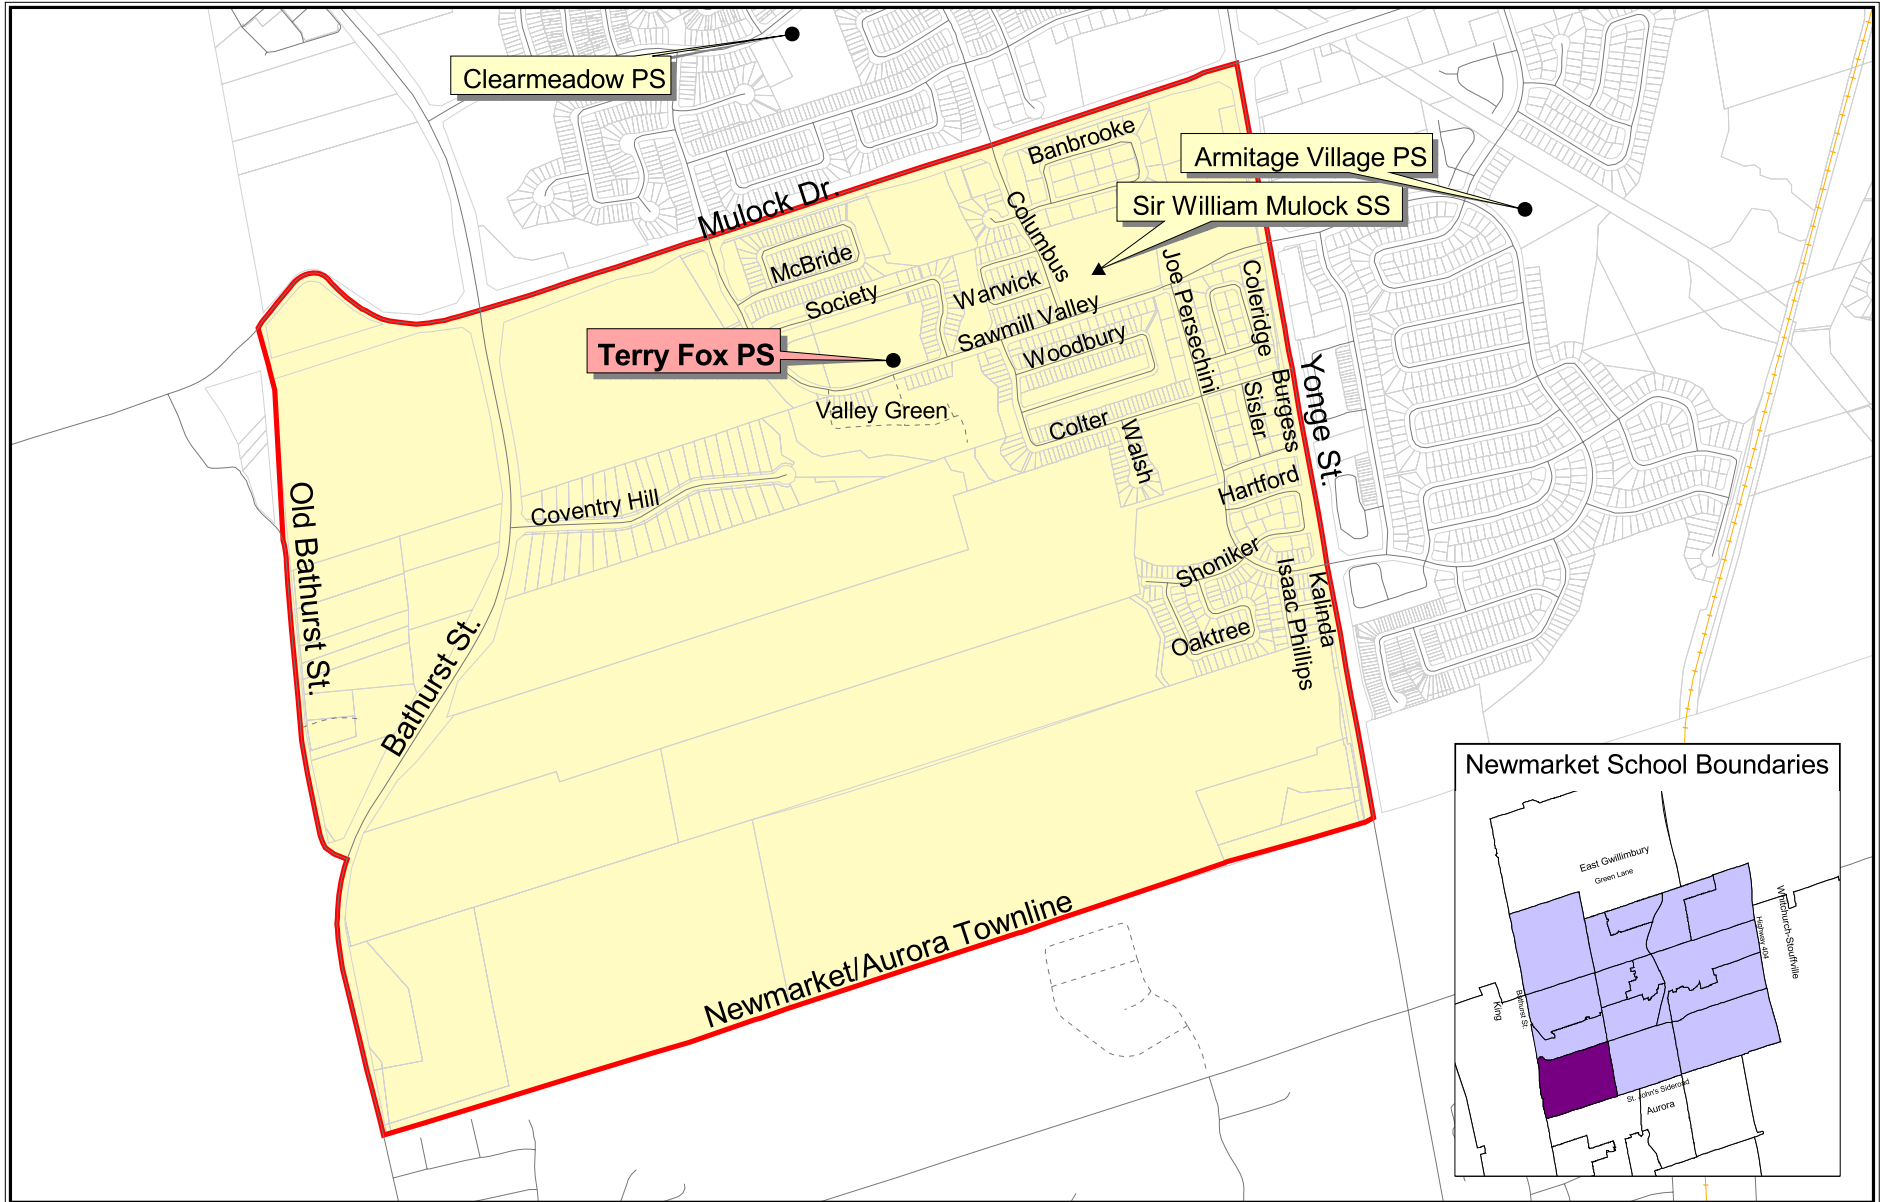 Clearmeadow PS
Banbrooke
Armitage Village PS
Sir William Mulock SS
Mulock Dr.
Columbus
McBride
Society
Warwick
Joe Persechini
Coleridge
Sawmill Valley
Woodbury
Terry Fox PS
Yonge St.
Burgess
Sisler
Valley Green
Colter
Walsh
Hartford
Old Bathurst St.
Coventry Hill
Shoniker
Isaac Phillips
Kalinda
Oaktree
Bathurst St.
Newmarket/Aurora Townline
Newmarket School Boundaries
East Gwillimbury
Green Lane
Whitchurch-Stouffville
Highway 404
King
Bathurst St.
St. John's Sideroad
Aurora